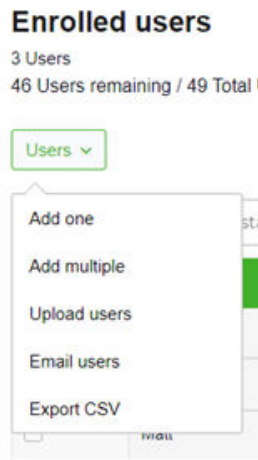 Enrolled users
3 Users
46 Users remaining / 49 Total
Users
Add one
Add multiple
Upload users
Email users
Export CSV